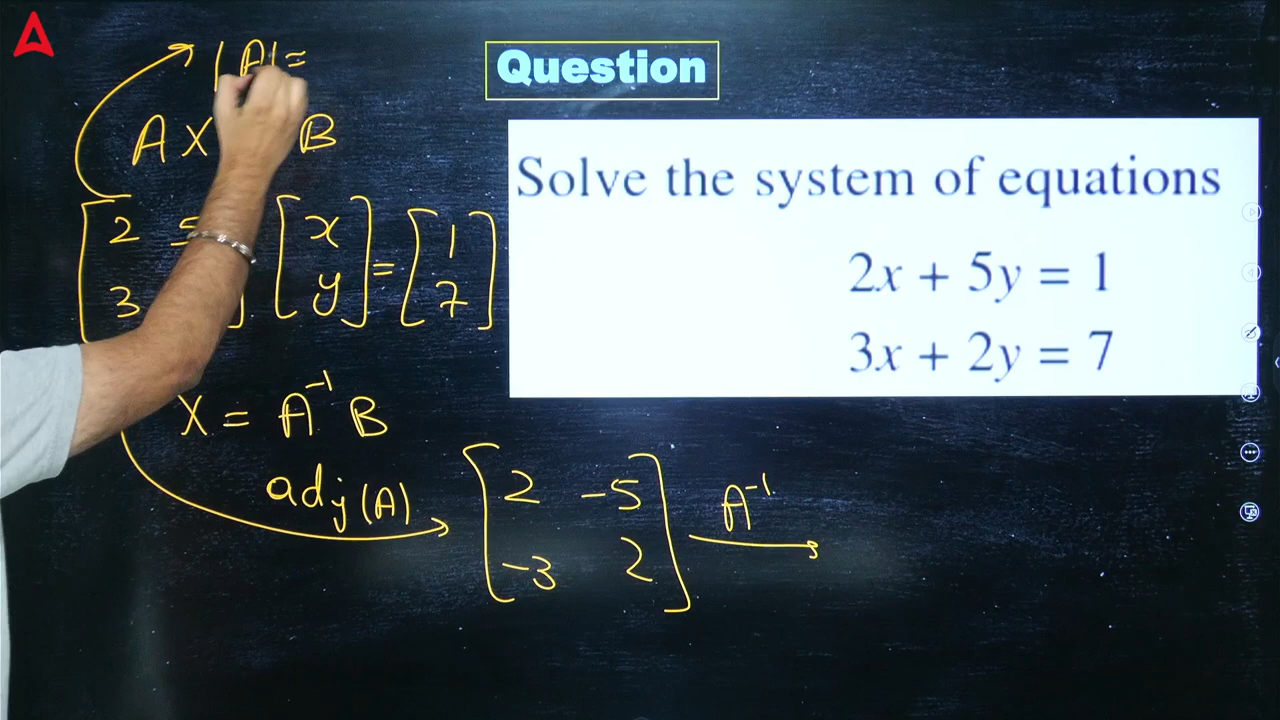 |A| =
A X B
Question
Solve the system of equations
2x + 5y = 1
3x + 2y = 7
[2 5 [x] = [1]
3 ] [y] [7]
X = A⁻¹ B
adj(A) [2 -5] A⁻¹
[-3 2]